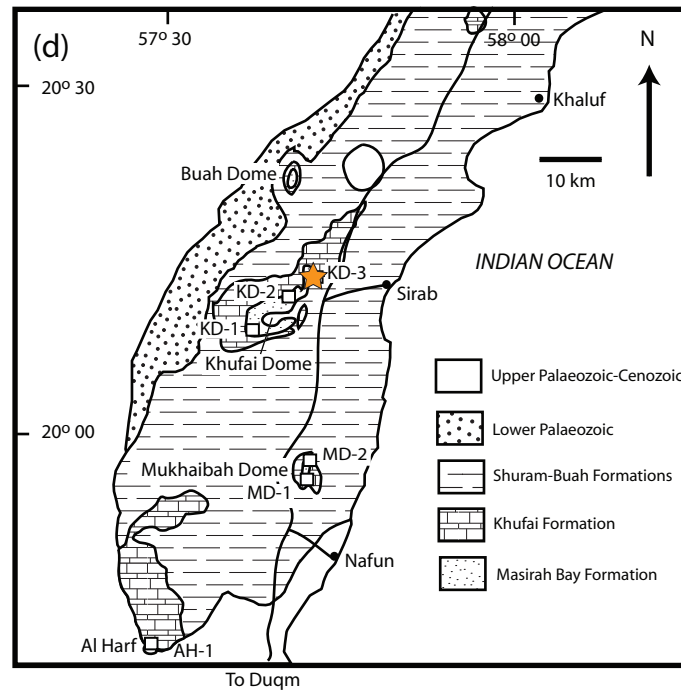 (d)
57º 30
58º 00
N
20º 30
Khaluf
Buah Dome
10 km
INDIAN OCEAN
KD-3
KD-2
Sirab
KD-1
Khufai Dome
Upper Palaeozoic-Cenozoic
Lower Palaeozoic
20º 00
MD-2
Shuram-Buah Formations
Mukhaibah Dome
MD-1
Khufai Formation
Nafun
Masirah Bay Formation
Al Harf
AH-1
To Duqm